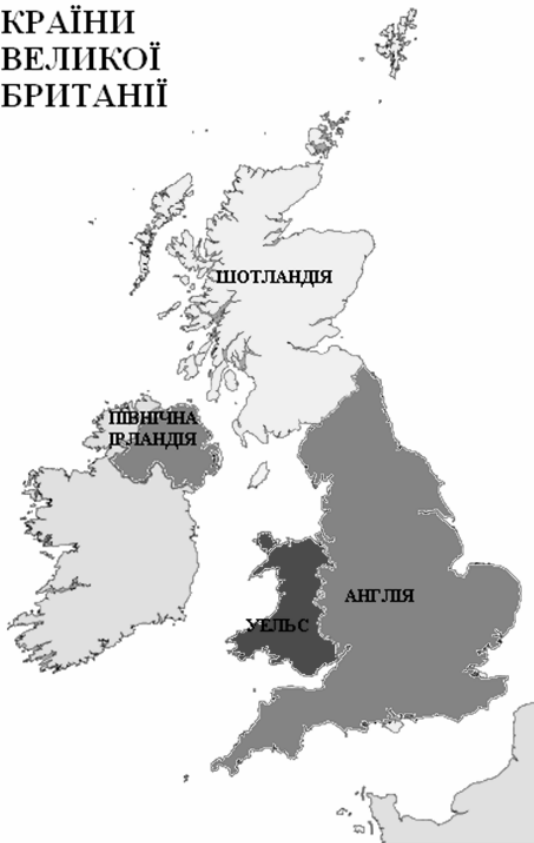 КРАЇНИ
ВЕЛИКОЇ
БРИТАНІЇ
ШОТЛАНДІЯ
ПІВНІЧНА
ІРЛАНДІЯ
АНГЛІЯ
УЕЛЬС